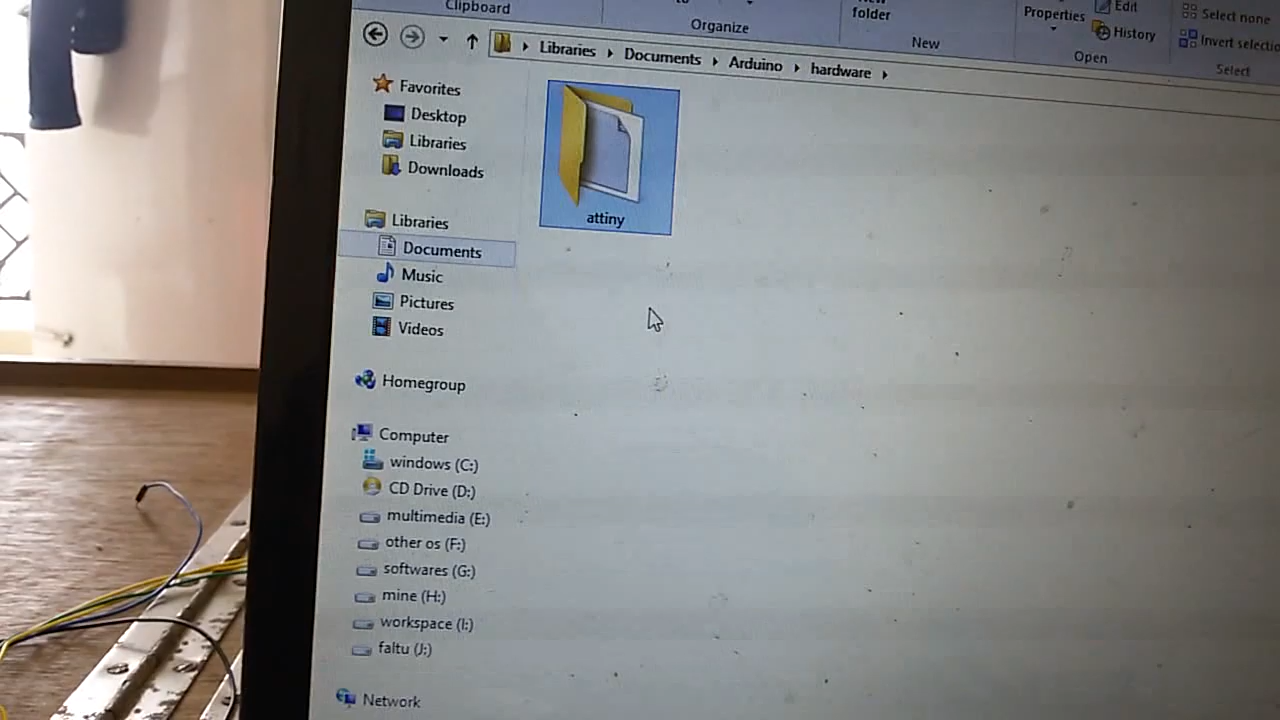 Clipboard
Organize
New
folder
New
Properties
Edit
History
Open
Select none
Invert selectio
Select
Libraries Documents Arduino hardware
Favorites
Desktop
Libraries
Downloads
Libraries
Documents
Music
Pictures
Videos
Homegroup
Computer
windows (C:)
CD Drive (D:)
multimedia (E:)
other os (F:)
softwares (G:)
mine (H:)
workspace (I:)
faltu (J:)
Network
attiny